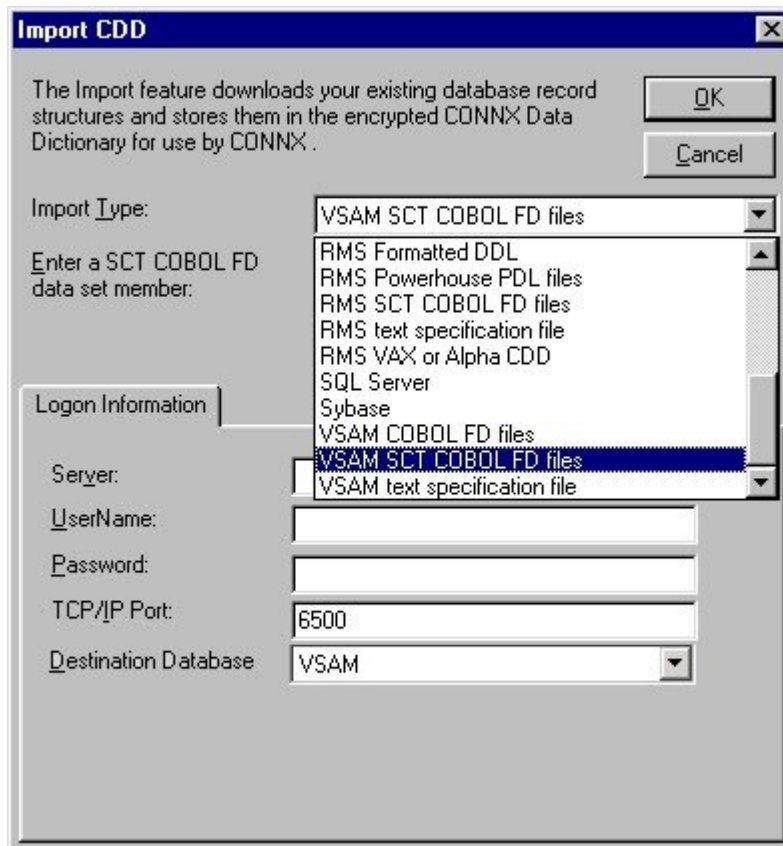 Import CDD
The Import feature downloads your existing database record
structures and stores them in the encrypted CONNX Data
Dictionary for use by CONNX .
OK
Cancel
Import Type:
VSAM SCT COBOL FD files
Enter a SCT COBOL FD
data set member:
RMS Formatted DDL
RMS Powerhouse PDL files
RMS SCT COBOL FD files
RMS text specification file
RMS VAX or Alpha CDD
SQL Server
Sybase
VSAM COBOL FD files
VSAM SCT COBOL FD files
VSAM text specification file
Logon Information
Server:
UserName:
Password:
TCP/IP Port:
6500
Destination Database
VSAM